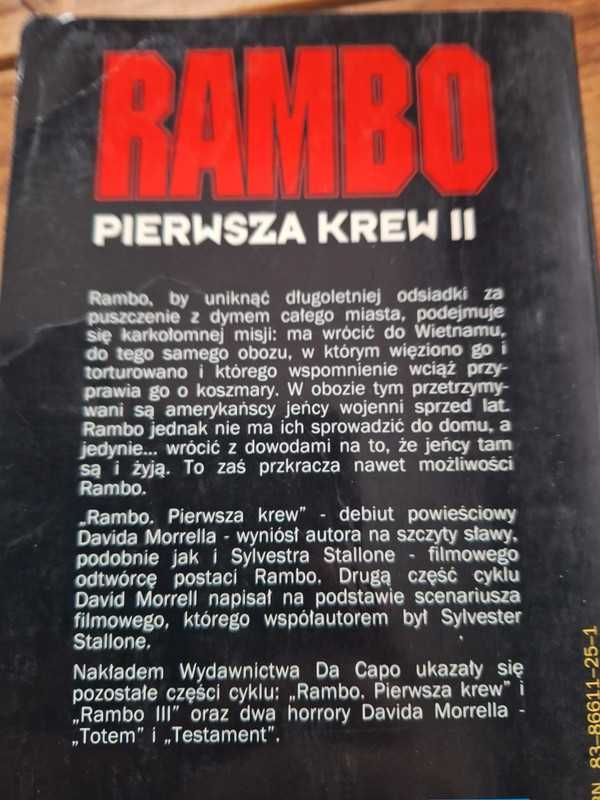 RAMBO
PIERWSZA KREW II
Rambo, by uniknąć długoletniej odsiadki za
puszczenie z dymem całego miasta, podejmuje
się karkołomnej misji: ma wrócić do Wietnamu,
do tego samego obozu, w którym więziono go i
torturowano i którego wspomnienie wciąż przy-
prawia go o koszmary. W obozie tym przetrzymy-
wani są amerykańscy jeńcy wojenni sprzed lat.
Rambo jednak nie ma ich sprowadzić do domu, a
jedynie... wrócić z dowodami na to, że jeńcy tam
są i żyją. To zaś przkracza nawet możliwości
Rambo.
„Rambo. Pierwsza krew" - debiut powieściowy
Davida Morrella - wyniósł autora na szczyty sławy,
podobnie jak i Sylvestra Stallone - filmowego
odtwórcę postaci Rambo. Drugą część cyklu
David Morrell napisał na podstawie scenariusza
filmowego, którego współautorem był Sylvester
Stallone.
Nakładem Wydawnictwa Da Capo ukazały się
pozostałe części cyklu: „Rambo. Pierwsza krew" i
„Rambo III" oraz dwa horrory Davida Morrella -
„Totem" i „Testament".
83-86611-25-1